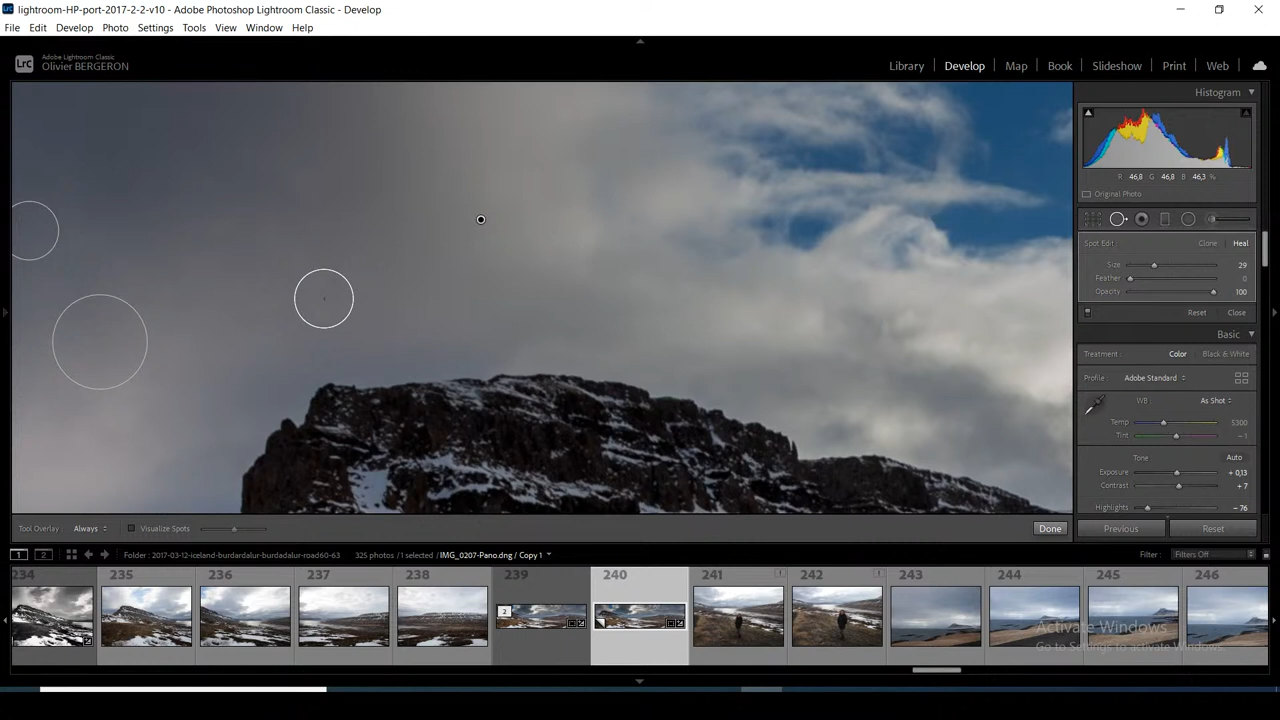 lightroom-HP-port-2017-2-2-v10 - Adobe Photoshop Lightroom Classic - Develop
File Edit Develop Photo Settings Tools View Window Help
LrC
Adobe Lightroom Classic
Olivier BERGERON
Library Develop Map Book Slideshow Print Web
Histogram
R 46,8 G 46,8 B 46,3 %
Original Photo
Spot Edit : Clone Heal
Size 29
Feather 0
Opacity 100
Reset Close
Basic
Treatment : Color Black & White
Profile : Adobe Standard
WB : As Shot
Temp 5300
Tint - 1
Tone Auto
Exposure + 0,13
Contrast + 7
Highlights - 76
Tool Overlay : Always Visualize Spots Done
Previous Reset
1 2 Folder : 2017-03-12-iceland-burdardalur-burdadalur-road60-63 325 photos / 1 selected / IMG_0207-Pano.dng / Copy 1 Filter : Filters Off
234 235 236 237 238 239 240 241 242 243 244 245 246
2
Activate Windows
Go to Settings to activate Windows.